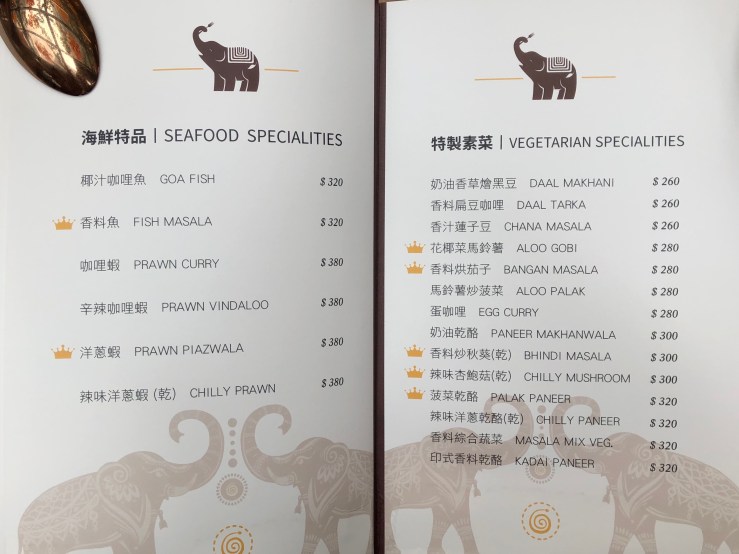 海鮮特品 | SEAFOOD SPECIALITIES
椰汁咖哩魚 GOA FISH $ 320
香料魚 FISH MASALA $ 320
咖哩蝦 PRAWN CURRY $ 380
辛辣咖哩蝦 PRAWN VINDALOO $ 380
洋蔥蝦 PRAWN PIAZWALA $ 380
辣味洋蔥蝦 (乾) CHILLY PRAWN $ 380
特製素菜 | VEGETARIAN SPECIALITIES
奶油香草燴黑豆 DAAL MAKHANI $ 260
香料扁豆咖哩 DAAL TARKA $ 260
香汁蓮子豆 CHANA MASALA $ 260
花椰菜馬鈴薯 ALOO GOBI $ 280
香料烘茄子 BANGAN MASALA $ 280
馬鈴薯炒菠菜 ALOO PALAK $ 280
蛋咖哩 EGG CURRY $ 280
奶油乾酪 PANEER MAKHANWALA $ 300
香料炒秋葵(乾) BHINDI MASALA $ 300
辣味杏鮑菇(乾) CHILLY MUSHROOM $ 300
菠菜乾酪 PALAK PANEER $ 320
辣味洋蔥乾酪(乾) CHILLY PANEER $ 320
香料綜合蔬菜 MASALA MIX VEG. $ 320
印式香料乾酪 KADAI PANEER $ 320